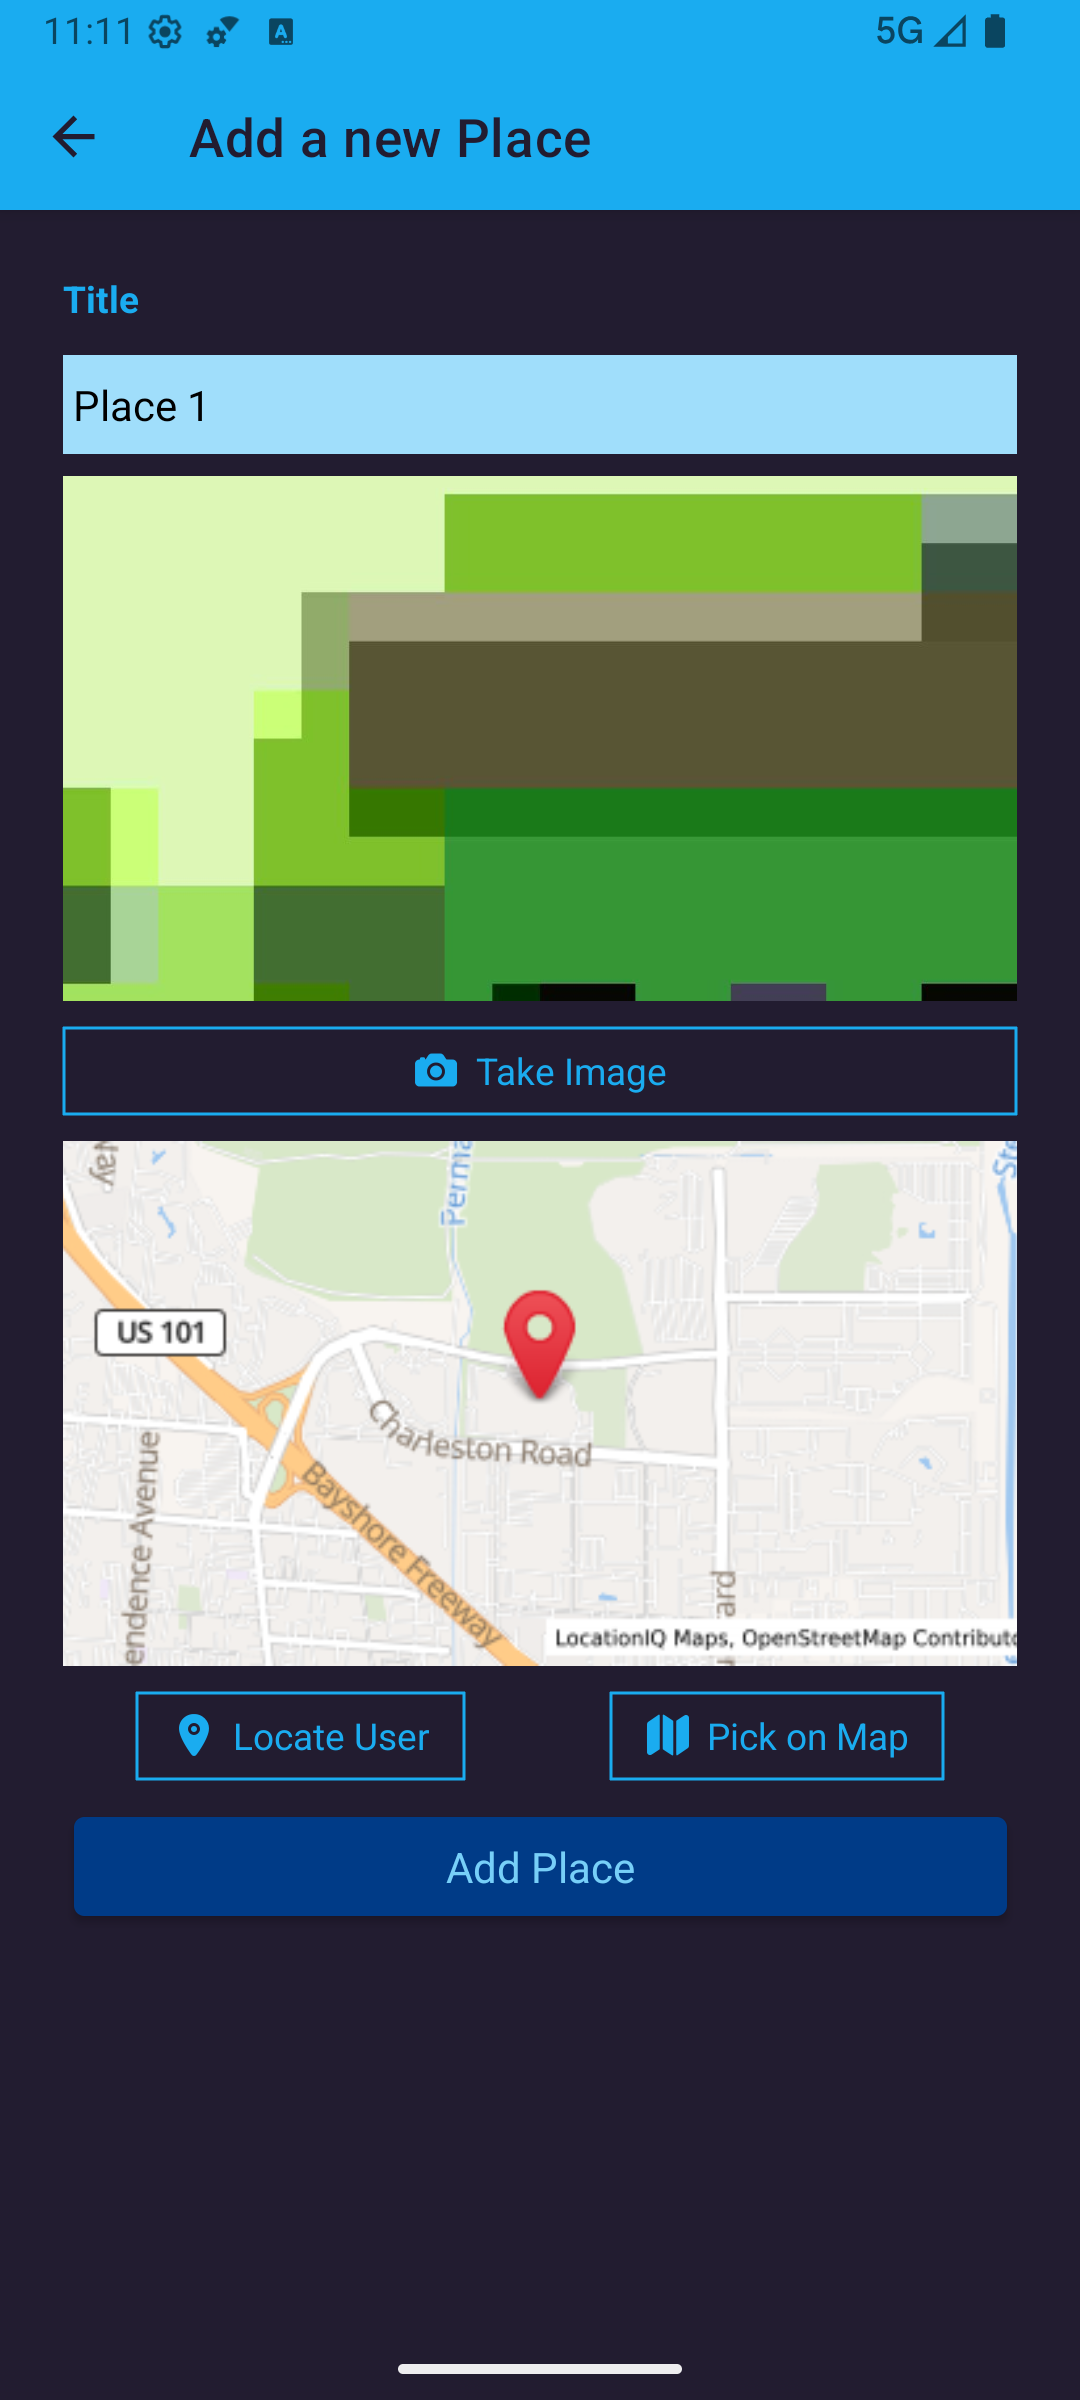 11:11 5G
Add a new Place
Title
Place 1
Take Image
Perma
US 101
Charleston Road
Bayshore Freeway
endence Avenue
ard
LocationIQ Maps, OpenStreetMap Contributo
Locate User
Pick on Map
Add Place